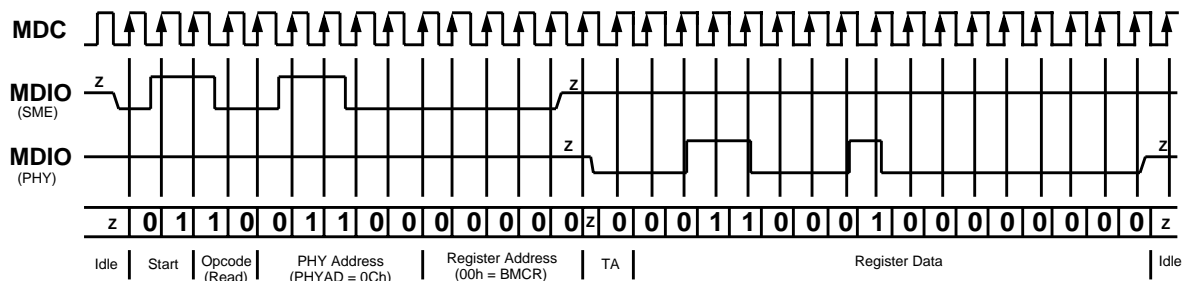 MDC
MDIO
(SME)
z
z
MDIO
(PHY)
z
z
z 0 1 1 0 0 1 1 0 0 0 0 0 0 0 z 0 0 0 1 1 0 0 0 1 0 0 0 0 0 0 0 0 z
Idle Start Opcode PHY Address Register Address TA Register Data Idle
(Read) (PHYAD = 0Ch) (00h = BMCR)